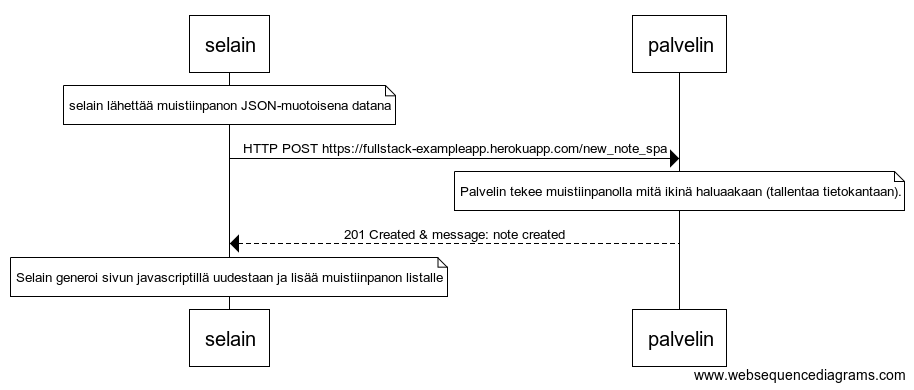 selain
palvelin
selain lähettää muistiinpanon JSON-muotoisena datana
HTTP POST https://fullstack-exampleapp.herokuapp.com/new_note_spa
Palvelin tekee muistiinpanolla mitä ikinä haluaakaan (tallentaa tietokantaan).
201 Created & message: note created
Selain generoi sivun javascriptillä uudestaan ja lisää muistiinpanon listalle
selain
palvelin
www.websequencediagrams.com